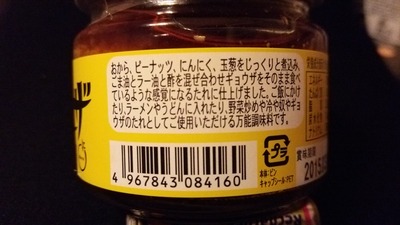 おから、ピーナッツ、にんにく、玉葱をじっくりと煮込み、
ごま油とラー油と酢を混ぜ合わせギョウザをそのまま食べ
ているような感覚になるたれに仕上げました。ご飯にかけ
たり、ラーメンやうどんに入れたり、野菜炒めや冷や奴やギ
ョウザのたれとしてご使用いただける万能調味料です。
4 967843 084160
プラ
本体:ビン
キャップシール:PET
賞味期限
2015